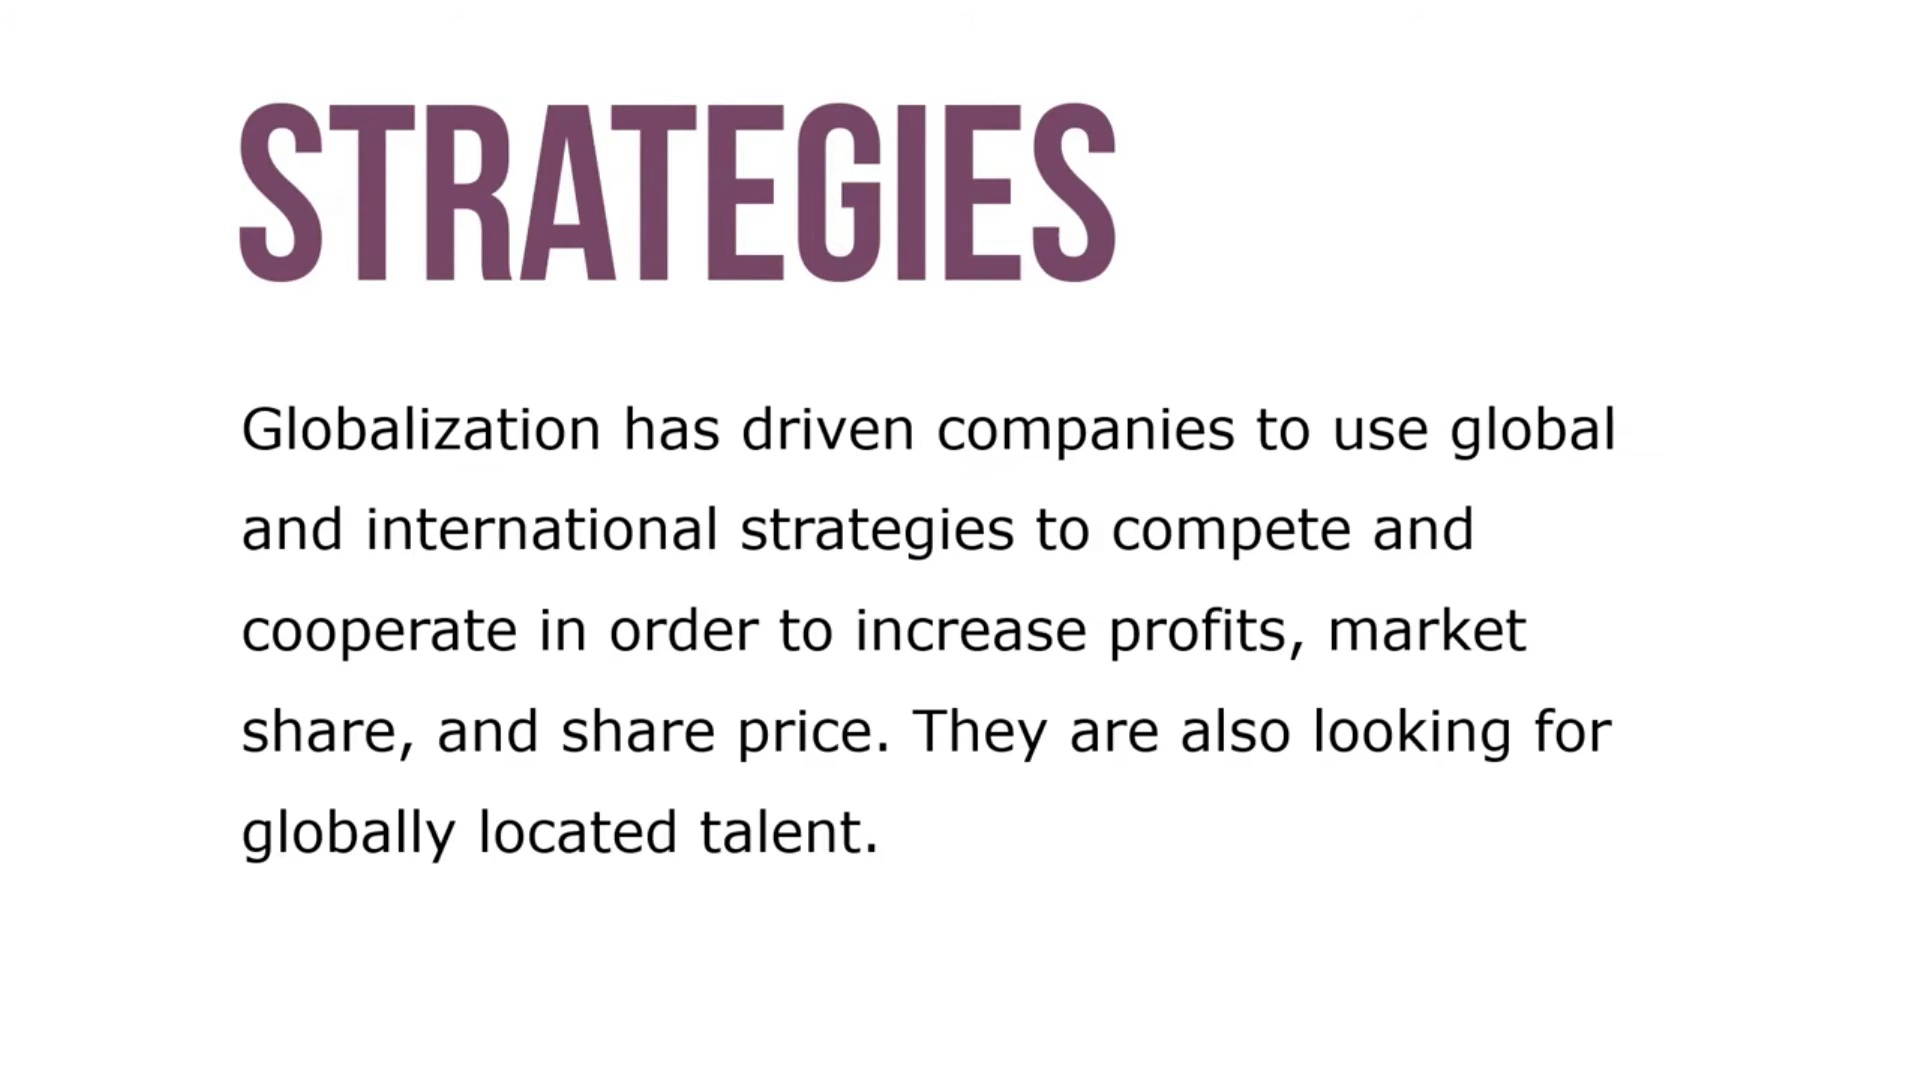 STRATEGIES
Globalization has driven companies to use global
and international strategies to compete and
cooperate in order to increase profits, market
share, and share price. They are also looking for
globally located talent.